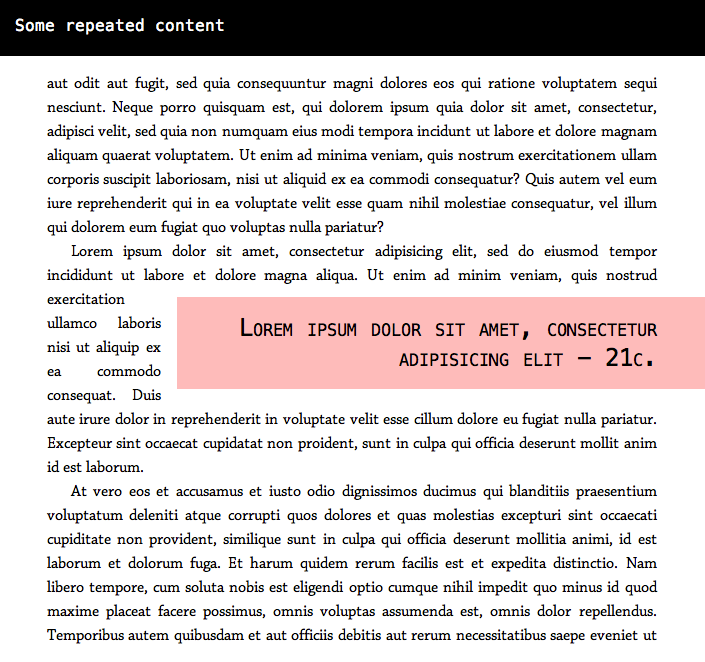 Some repeated content
aut odit aut fugit, sed quia consequuntur magni dolores eos qui ratione voluptatem sequi
nesciunt. Neque porro quisquam est, qui dolorem ipsum quia dolor sit amet, consectetur,
adipisci velit, sed quia non numquam eius modi tempora incidunt ut labore et dolore magnam
aliquam quaerat voluptatem. Ut enim ad minima veniam, quis nostrum exercitationem ullam
corporis suscipit laboriosam, nisi ut aliquid ex ea commodi consequatur? Quis autem vel eum
iure reprehenderit qui in ea voluptate velit esse quam nihil molestiae consequatur, vel illum
qui dolorem eum fugiat quo voluptas nulla pariatur?
Lorem ipsum dolor sit amet, consectetur adipisicing elit, sed do eiusmod tempor
incididunt ut labore et dolore magna aliqua. Ut enim ad minim veniam, quis nostrud
exercitation
ullamco laboris
nisi ut aliquip ex
ea commodo
consequat. Duis
Lorem ipsum dolor sit amet, consectetur
adipisicing elit – 21c.
aute irure dolor in reprehenderit in voluptate velit esse cillum dolore eu fugiat nulla pariatur.
Excepteur sint occaecat cupidatat non proident, sunt in culpa qui officia deserunt mollit anim
id est laborum.
At vero eos et accusamus et iusto odio dignissimos ducimus qui blanditiis praesentium
voluptatum deleniti atque corrupti quos dolores et quas molestias excepturi sint occaecati
cupiditate non provident, similique sunt in culpa qui officia deserunt mollitia animi, id est
laborum et dolorum fuga. Et harum quidem rerum facilis est et expedita distinctio. Nam
libero tempore, cum soluta nobis est eligendi optio cumque nihil impedit quo minus id quod
maxime placeat facere possimus, omnis voluptas assumenda est, omnis dolor repellendus.
Temporibus autem quibusdam et aut officiis debitis aut rerum necessitatibus saepe eveniet ut